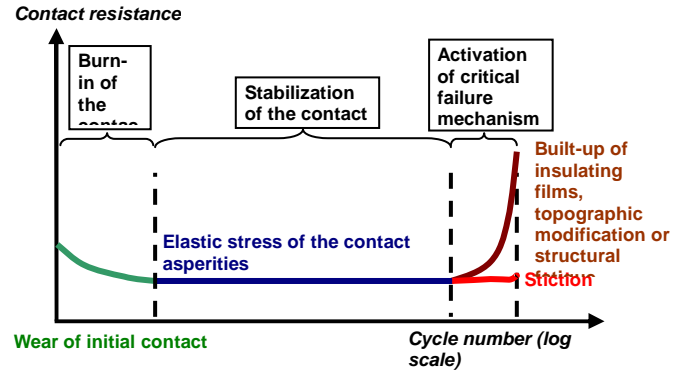 Contact resistance
Burn-
in of
the
Stabilization
of the contact
Activation
of critical
failure
mechanism
Built-up of
insulating
films,
topographic
modification or
structural
Elastic stress of the contact
asperities
Stiction
Wear of initial contact
Cycle number (log
scale)